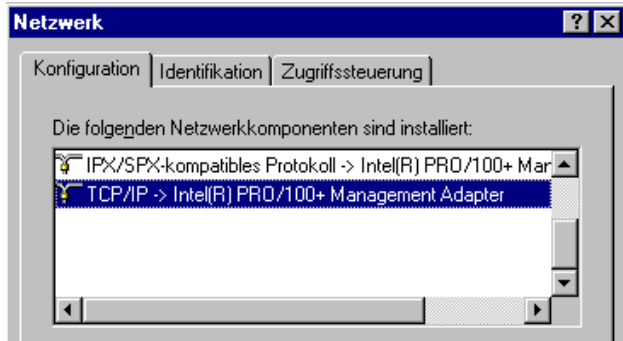 Netzwerk
Konfiguration Identifikation Zugriffssteuerung
Die folgenden Netzwerkkomponenten sind installiert:
IPX/SPX-kompatibles Protokoll -> Intel(R) PRO/100+ Mar
TCP/IP -> Intel(R) PRO/100+ Management Adapter